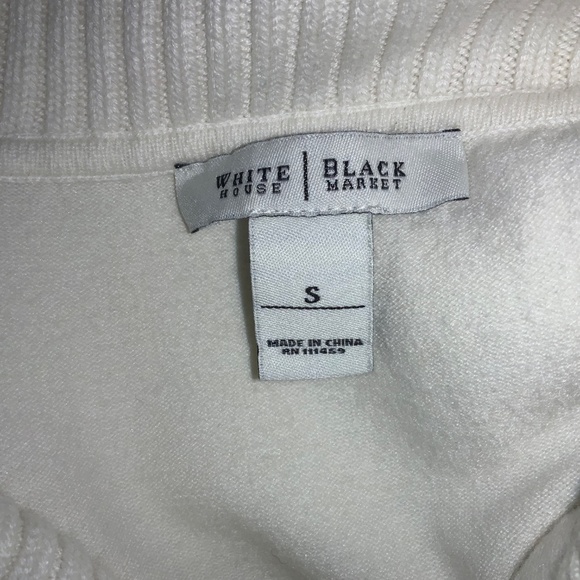 WHITE | BLACK
HOUSE | MARKET
S
MADE IN CHINA
RN 111459